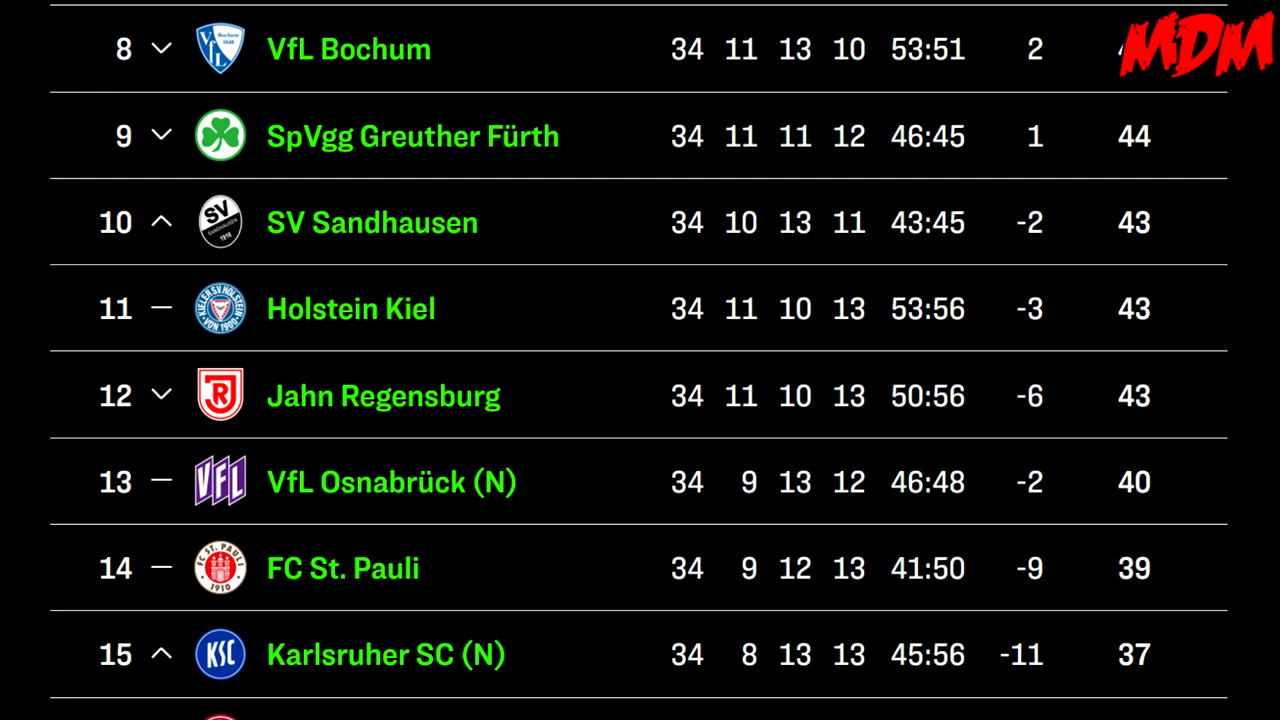 8 VfL Bochum 34 11 13 10 53:51 2
MDM
9 SpVgg Greuther Fürth 34 11 11 12 46:45 1 44
10 SV Sandhausen 34 10 13 11 43:45 -2 43
11 Holstein Kiel 34 11 10 13 53:56 -3 43
12 Jahn Regensburg 34 11 10 13 50:56 -6 43
13 VfL Osnabrück (N) 34 9 13 12 46:48 -2 40
14 FC St. Pauli 34 9 12 13 41:50 -9 39
15 Karlsruher SC (N) 34 8 13 13 45:56 -11 37